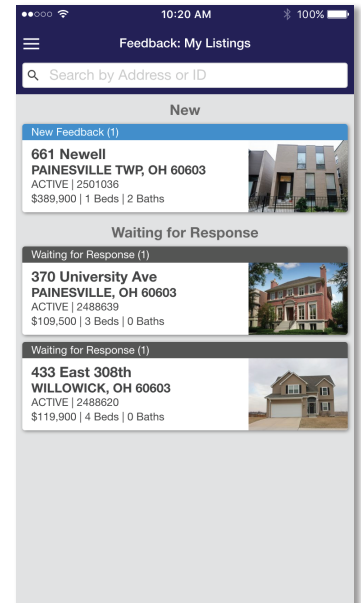 10:20 AM
100%
Feedback: My Listings
Search by Address or ID
New
New Feedback (1)
661 Newell
PAINESVILLE TWP, OH 60603
ACTIVE | 2501036
$389,900 | 1 Beds | 2 Baths
Waiting for Response
Waiting for Response (1)
370 University Ave
PAINESVILLE, OH 60603
ACTIVE | 2488639
$109,500 | 3 Beds | 0 Baths
Waiting for Response (1)
433 East 308th
WILLOWICK, OH 60603
ACTIVE | 2488620
$119,900 | 4 Beds | 0 Baths